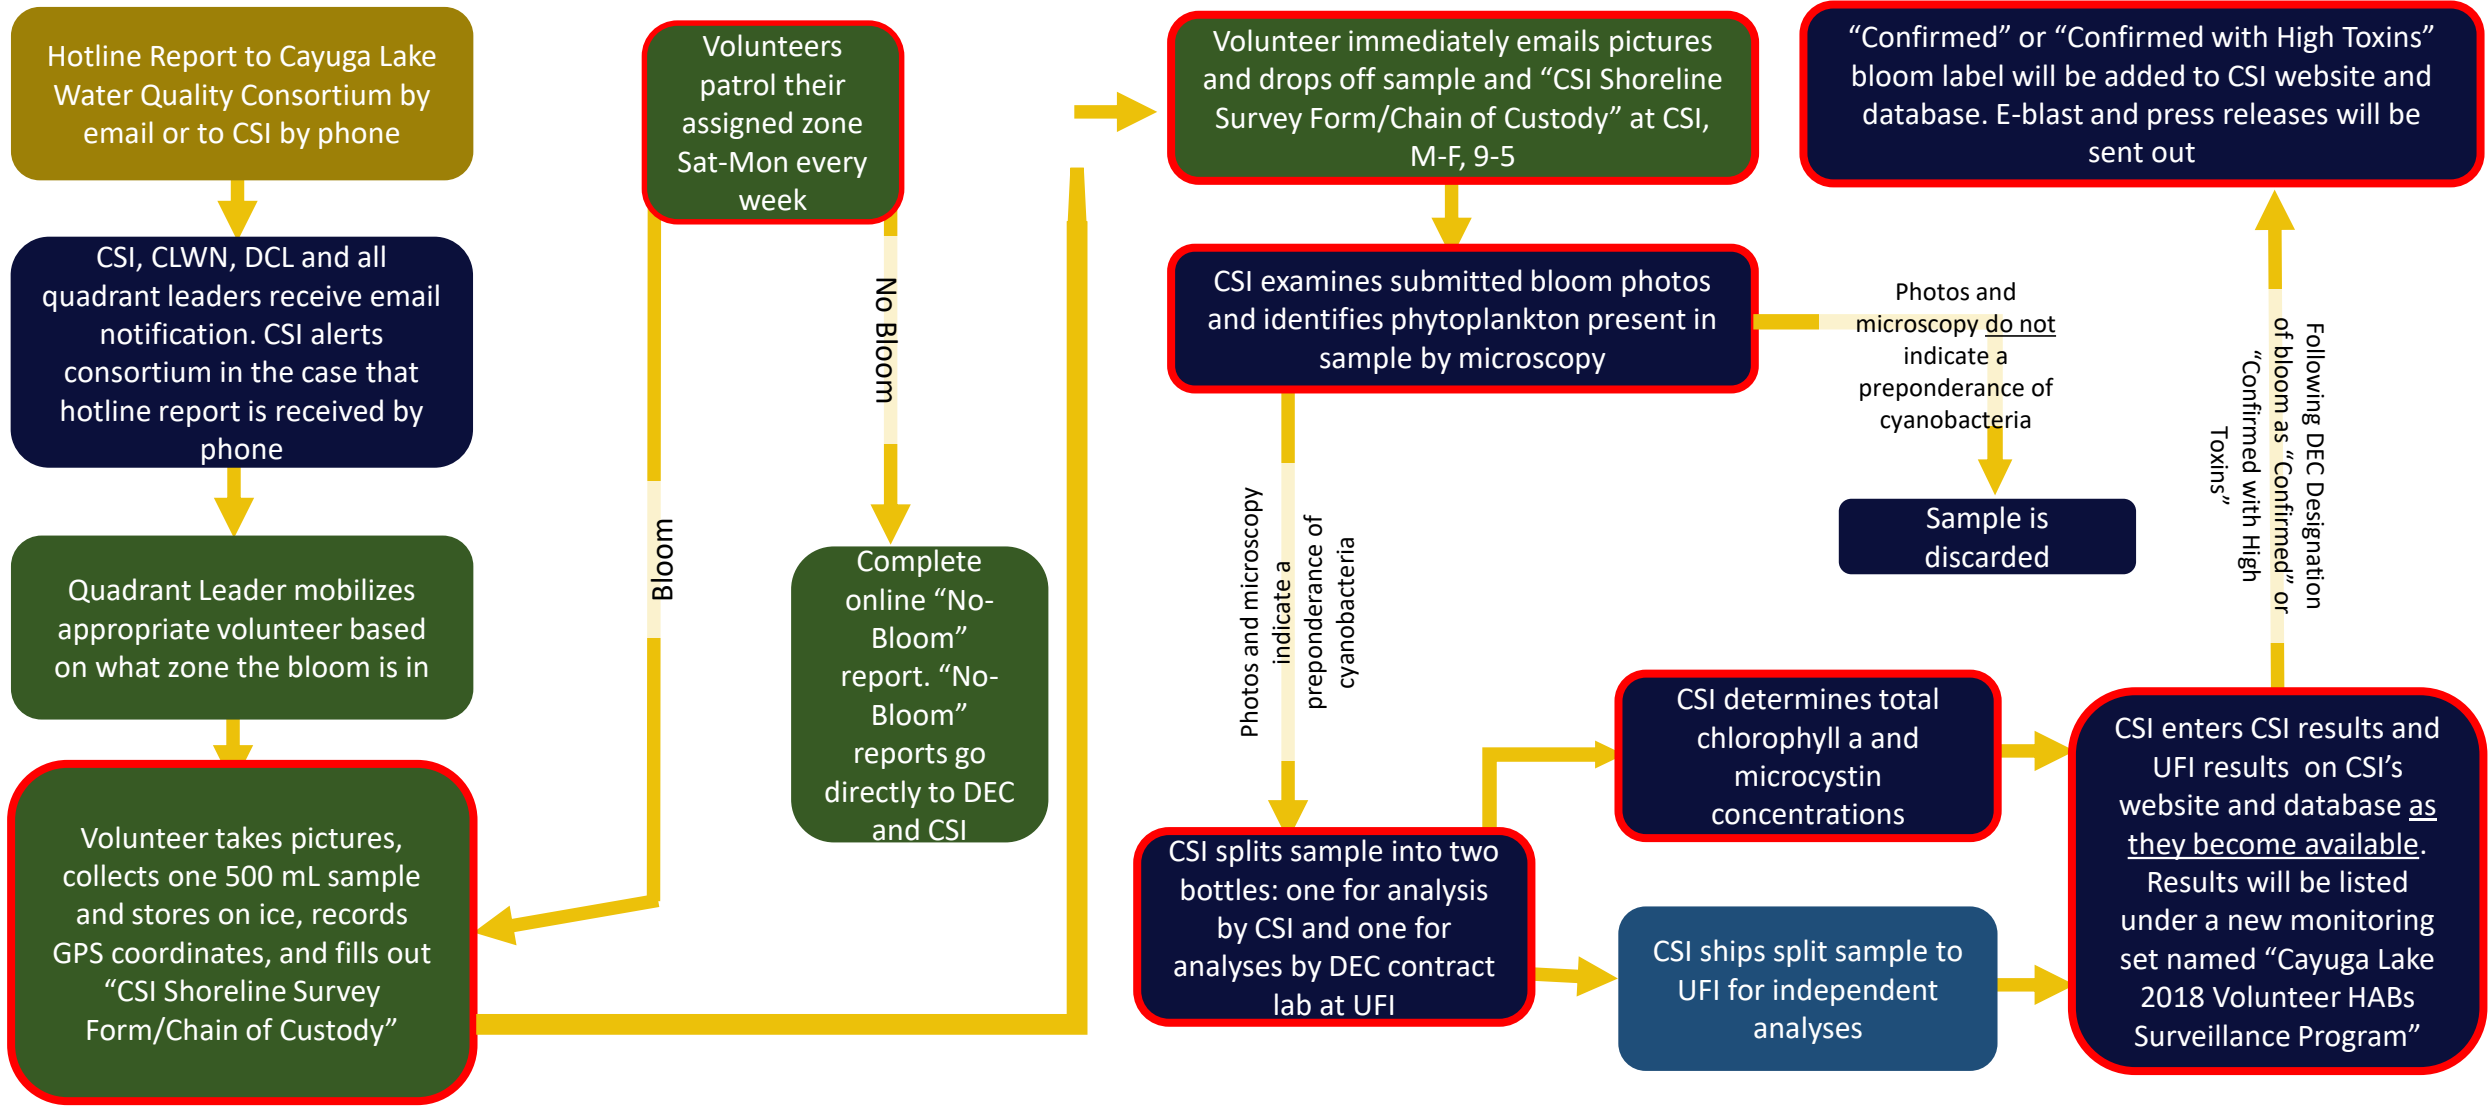 Hotline Report to Cayuga Lake
Water Quality Consortium by
email or to CSI by phone
CSI, CLWN, DCL and all
quadrant leaders receive email
notification. CSI alerts
consortium in the case that
hotline report is received by
phone
Quadrant Leader mobilizes
appropriate volunteer based
on what zone the bloom is in
Volunteer takes pictures,
collects one 500 mL sample
and stores on ice, records
GPS coordinates, and fills out
“CSI Shoreline Survey
Form/Chain of Custody”
Volunteers
patrol their
assigned zone
Sat-Mon every
week
Bloom
No Bloom
Complete
online “No-
Bloom”
report. “No-
Bloom”
reports go
directly to DEC
and CSI
Volunteer immediately emails pictures
and drops off sample and “CSI Shoreline
Survey Form/Chain of Custody” at CSI,
M-F, 9-5
CSI examines submitted bloom photos
and identifies phytoplankton present in
sample by microscopy
Photos and
microscopy do not
indicate a
preponderance of
cyanobacteria
Sample is
discarded
Photos and microscopy
indicate a
preponderance of
cyanobacteria
CSI splits sample into two
bottles: one for analysis
by CSI and one for
analyses by DEC contract
lab at UFI
CSI determines total
chlorophyll a and
microcystin
concentrations
CSI ships split sample to
UFI for independent
analyses
CSI enters CSI results and
UFI results  on CSI’s
website and database as
they become available.
Results will be listed
under a new monitoring
set named “Cayuga Lake
2018 Volunteer HABs
Surveillance Program”
Following DEC Designation
of bloom as “Confirmed” or
“Confirmed with High
Toxins”
“Confirmed” or “Confirmed with High Toxins”
bloom label will be added to CSI website and
database. E-blast and press releases will be
sent out